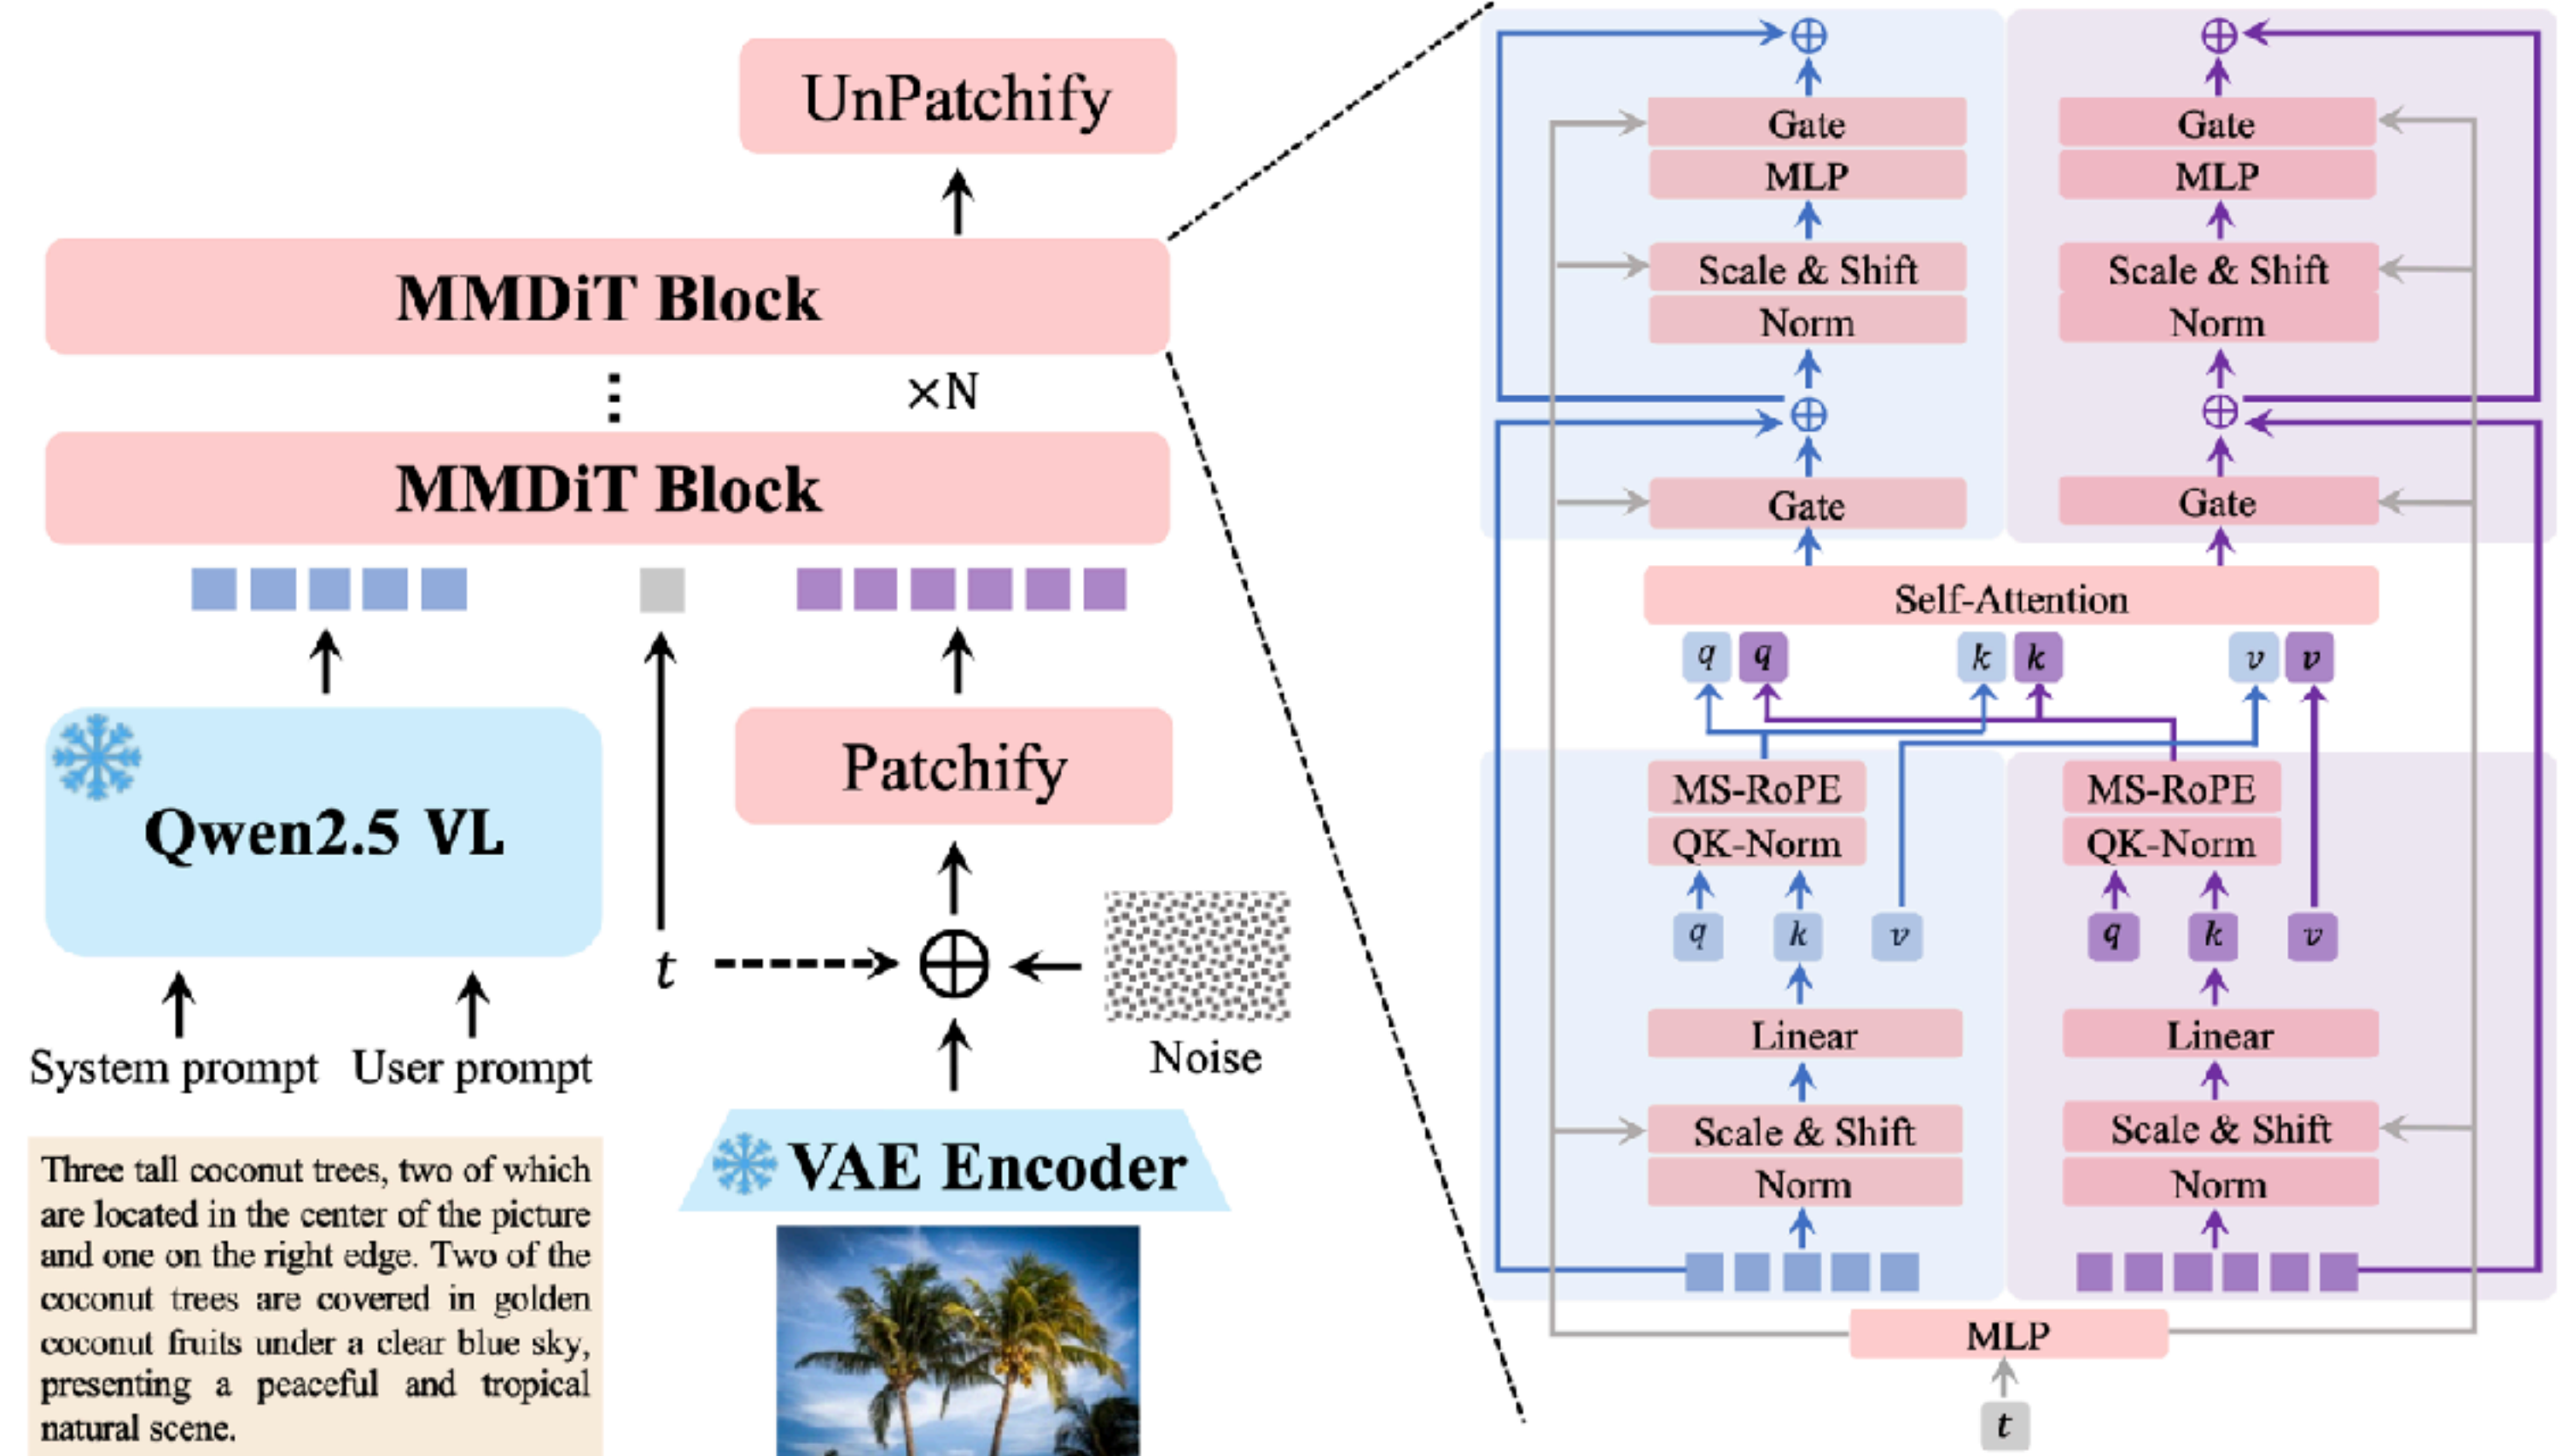 UnPatchify
MMDiT Block
×N
MMDiT Block
Qwen2.5 VL
Patchify
t
Noise
System prompt
User prompt
VAE Encoder
Three tall coconut trees, two of which
are located in the center of the picture
and one on the right edge. Two of the
coconut trees are covered in golden
coconut fruits under a clear blue sky,
presenting a peaceful and tropical
natural scene.
Gate
Gate
MLP
MLP
Scale & Shift
Scale & Shift
Norm
Norm
Gate
Gate
Self-Attention
q q k k v v
MS-RoPE
MS-RoPE
QK-Norm
QK-Norm
q k v
q k v
Linear
Linear
Scale & Shift
Scale & Shift
Norm
Norm
MLP
t